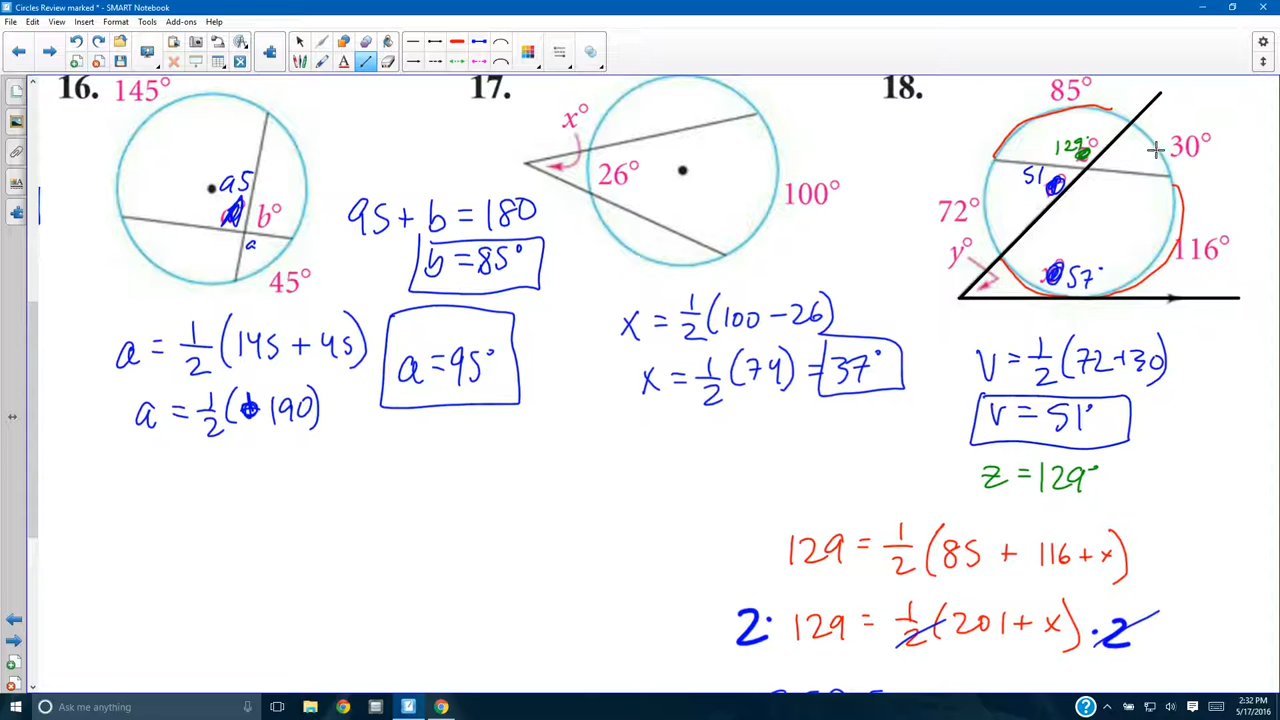 Circles Review marked * - SMART Notebook
File Edit View Insert Format Tools Add-ons Help
16. 145°
a5
b°
a
45°
95 + b = 180
b = 85°
a = 1/2 (145 + 45)
a = 95°
a = 1/2 ( 190)
17.
x°
26°
100°
x = 1/2 (100 - 26)
x = 1/2 (74) = 37°
18. 85°
129° °
30°
51
72°
y°
116°
57°
V = 1/2 (72+30)
V = 51°
z = 129°
129 = 1/2 (85 + 116 + x)
2· 129 = 1/2 (201 + x) ·2
Ask me anything
2:32 PM
5/17/2016